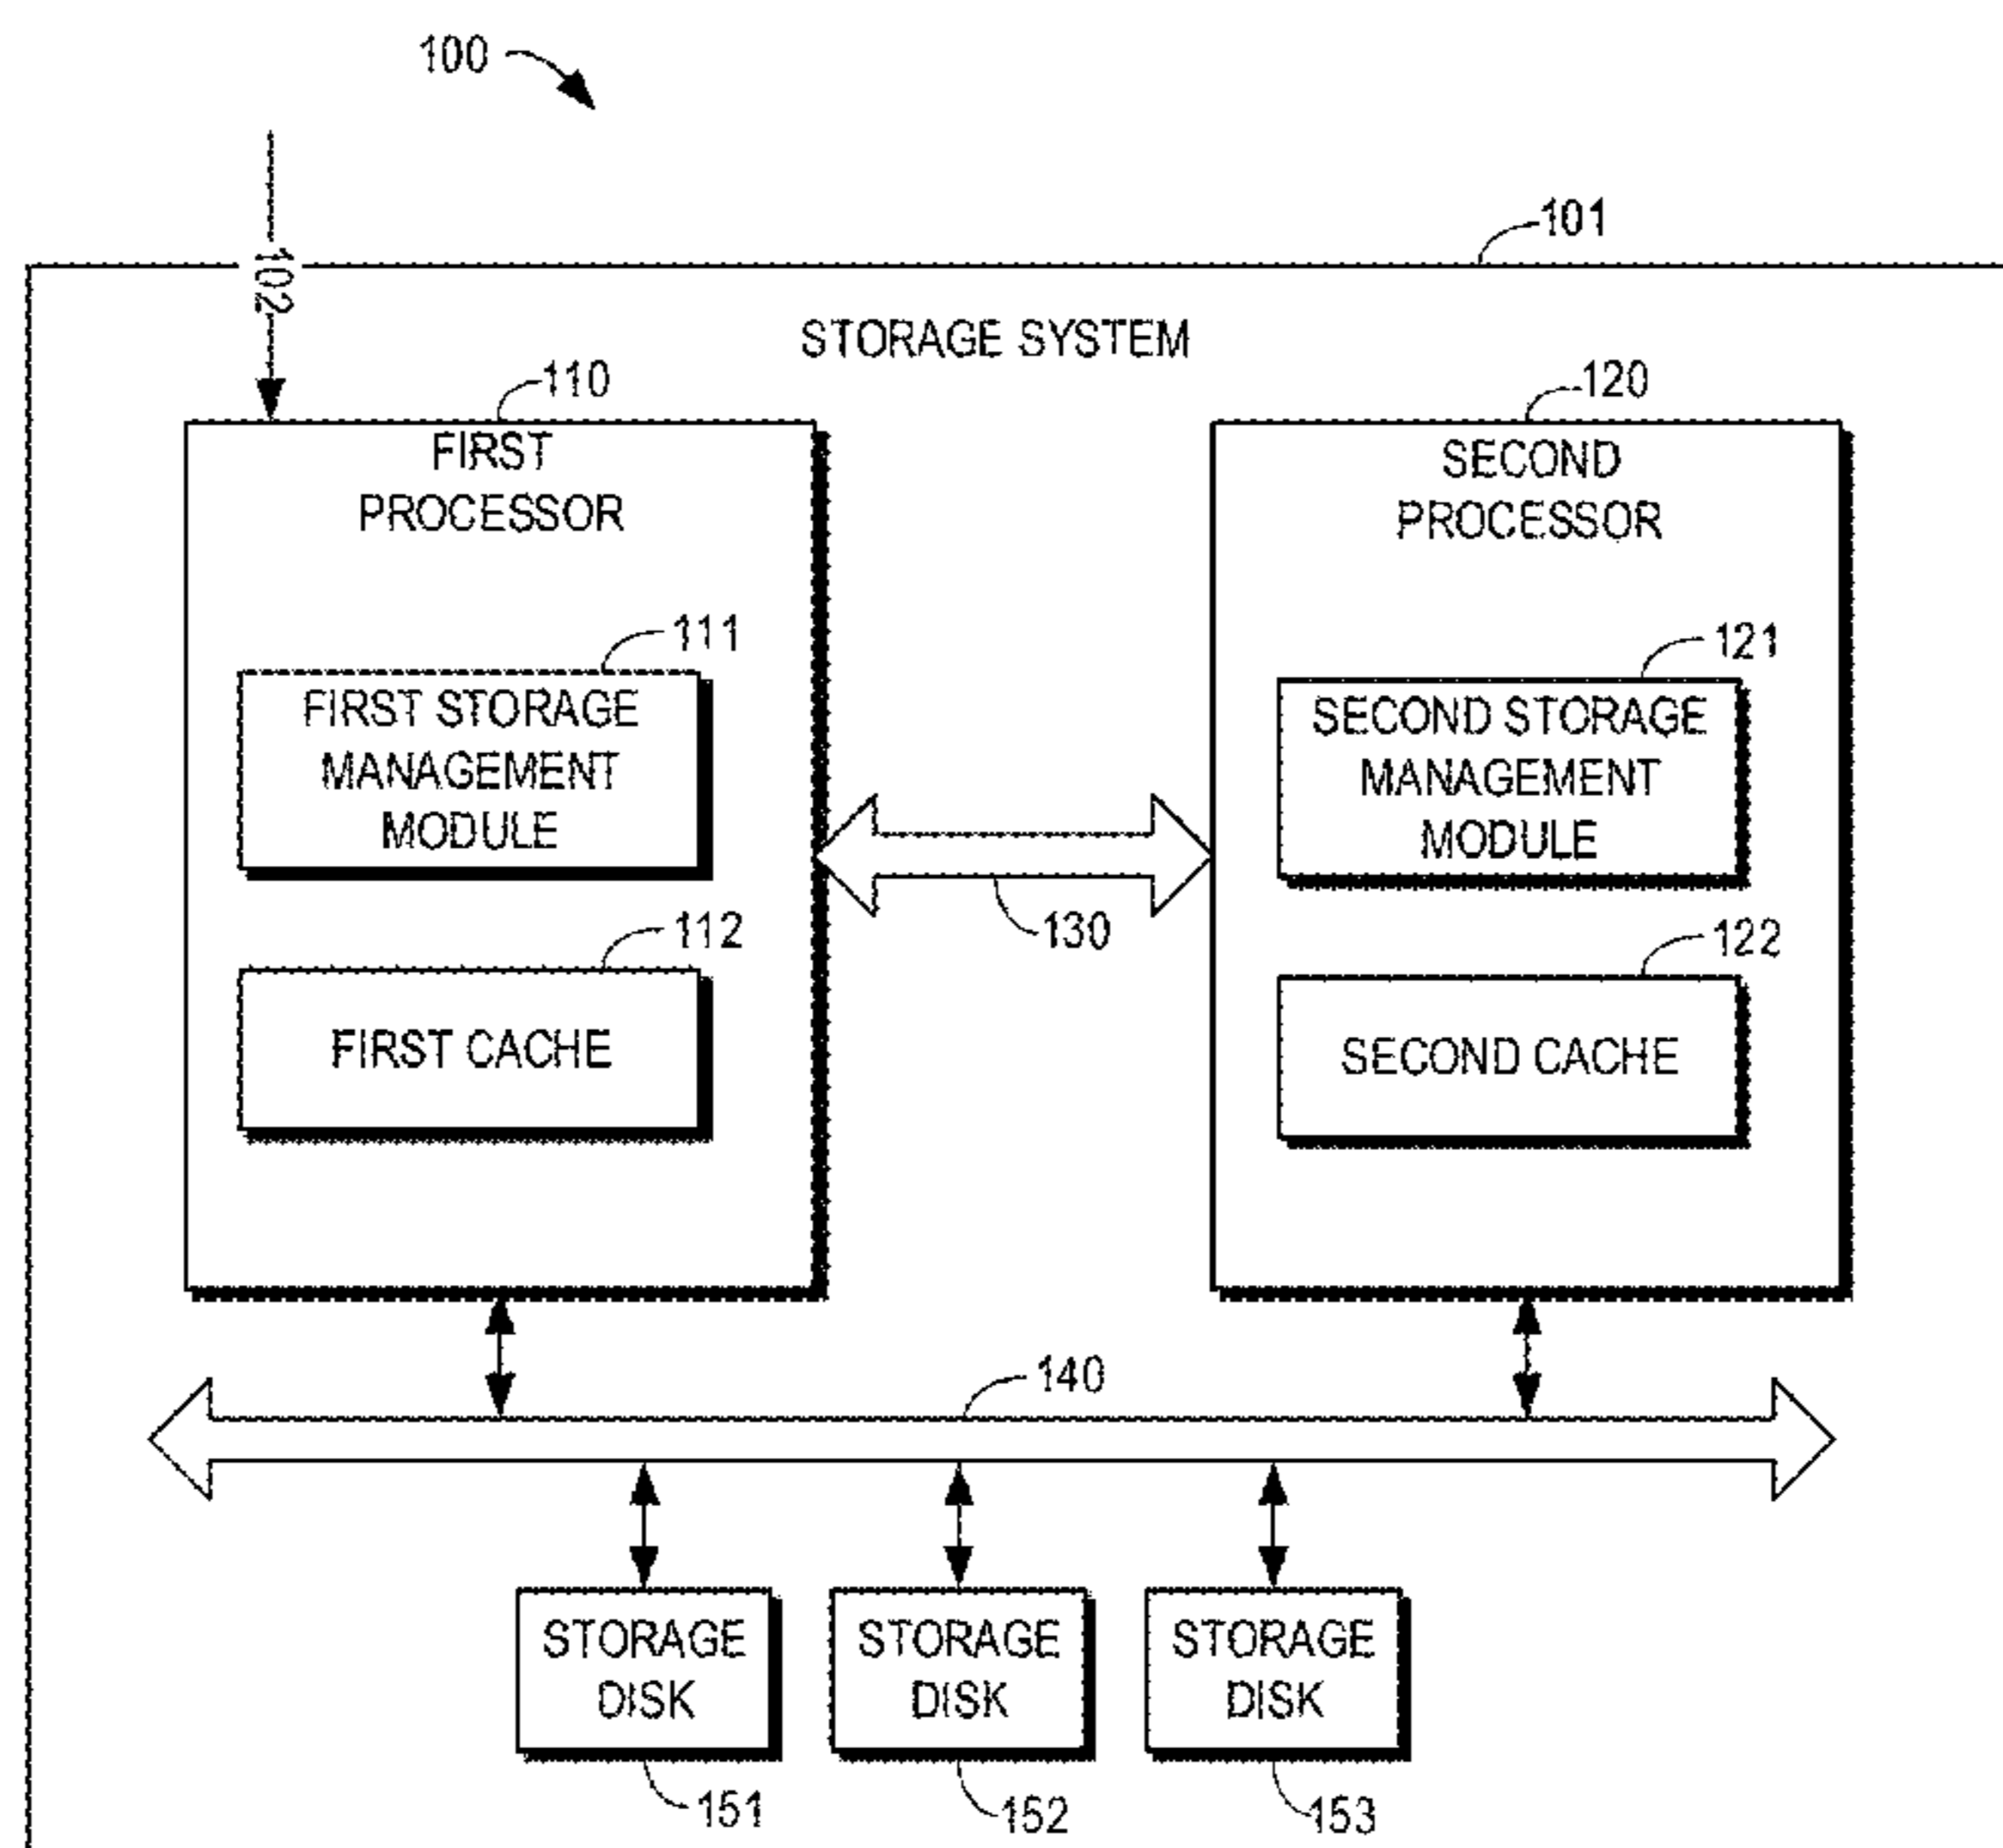 100
101
102
STORAGE SYSTEM
110
120
FIRST
PROCESSOR
SECOND
PROCESSOR
111
FIRST STORAGE
MANAGEMENT
MODULE
121
SECOND STORAGE
MANAGEMENT
MODULE
130
112
FIRST CACHE
122
SECOND CACHE
140
STORAGE
DISK
STORAGE
DISK
STORAGE
DISK
151
152
153